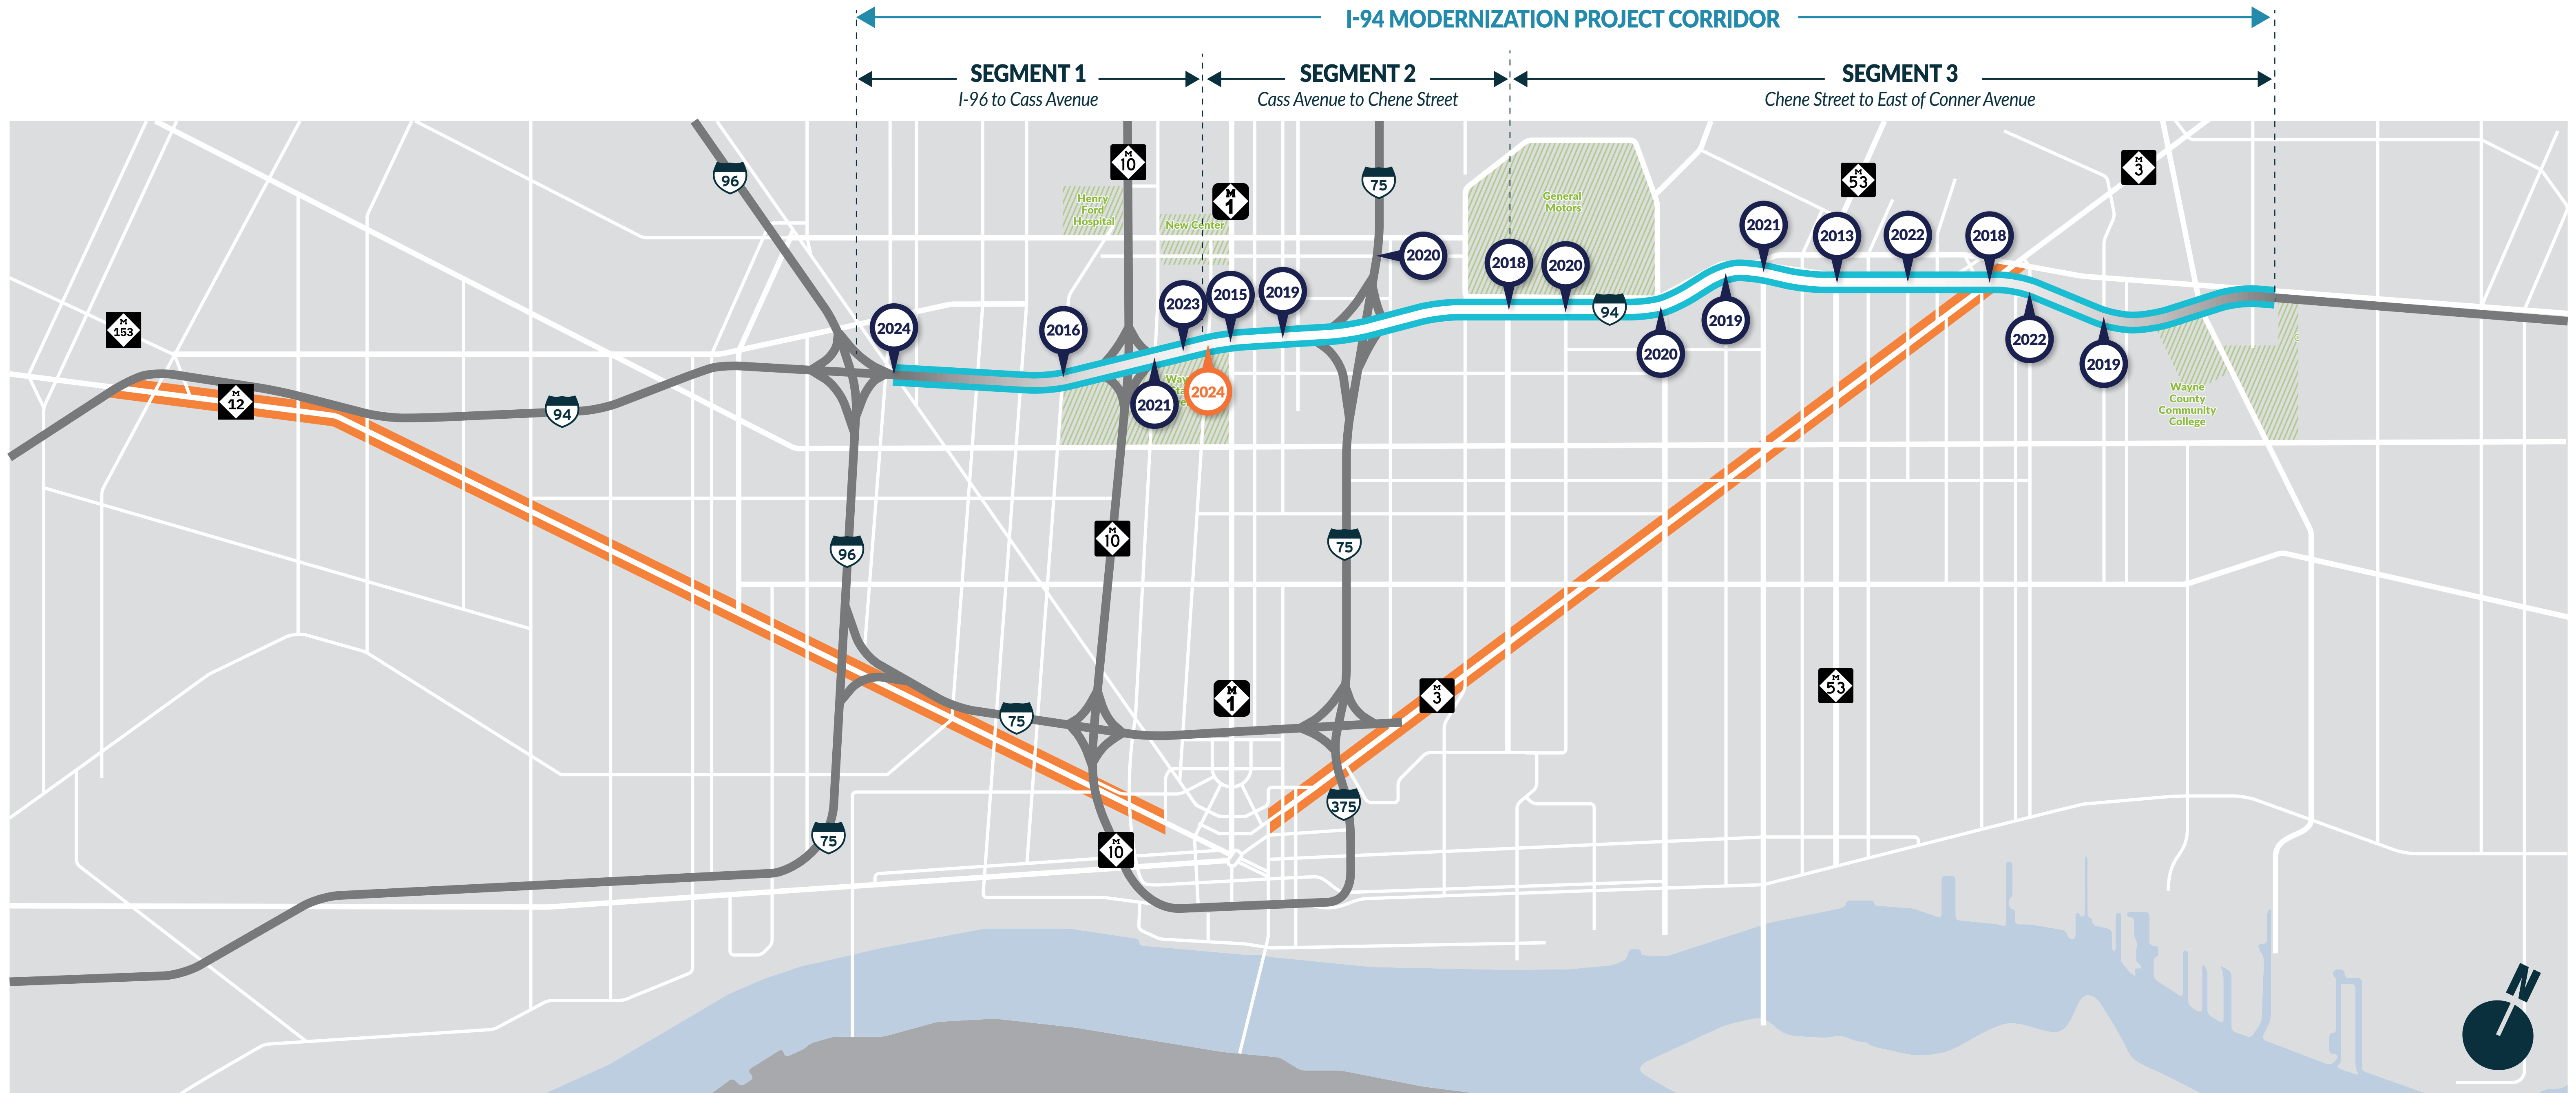 I-94 MODERNIZATION PROJECT CORRIDOR
SEGMENT 1
I-96 to Cass Avenue
SEGMENT 2
Cass Avenue to Chene Street
SEGMENT 3
Chene Street to East of Conner Avenue
96
M
10
M
1
75
M
53
M
3
Henry
Ford
Hospital
New Center
General
Motors
2021
2013
2022
2018
2020
2018
2020
2023
2015
2019
94
2024
2016
2019
2020
2022
2019
M
153
M
12
94
2021
2024
Wayne
County
Community
College
96
M
10
75
75
M
1
M
3
M
53
75
M
10
375
N